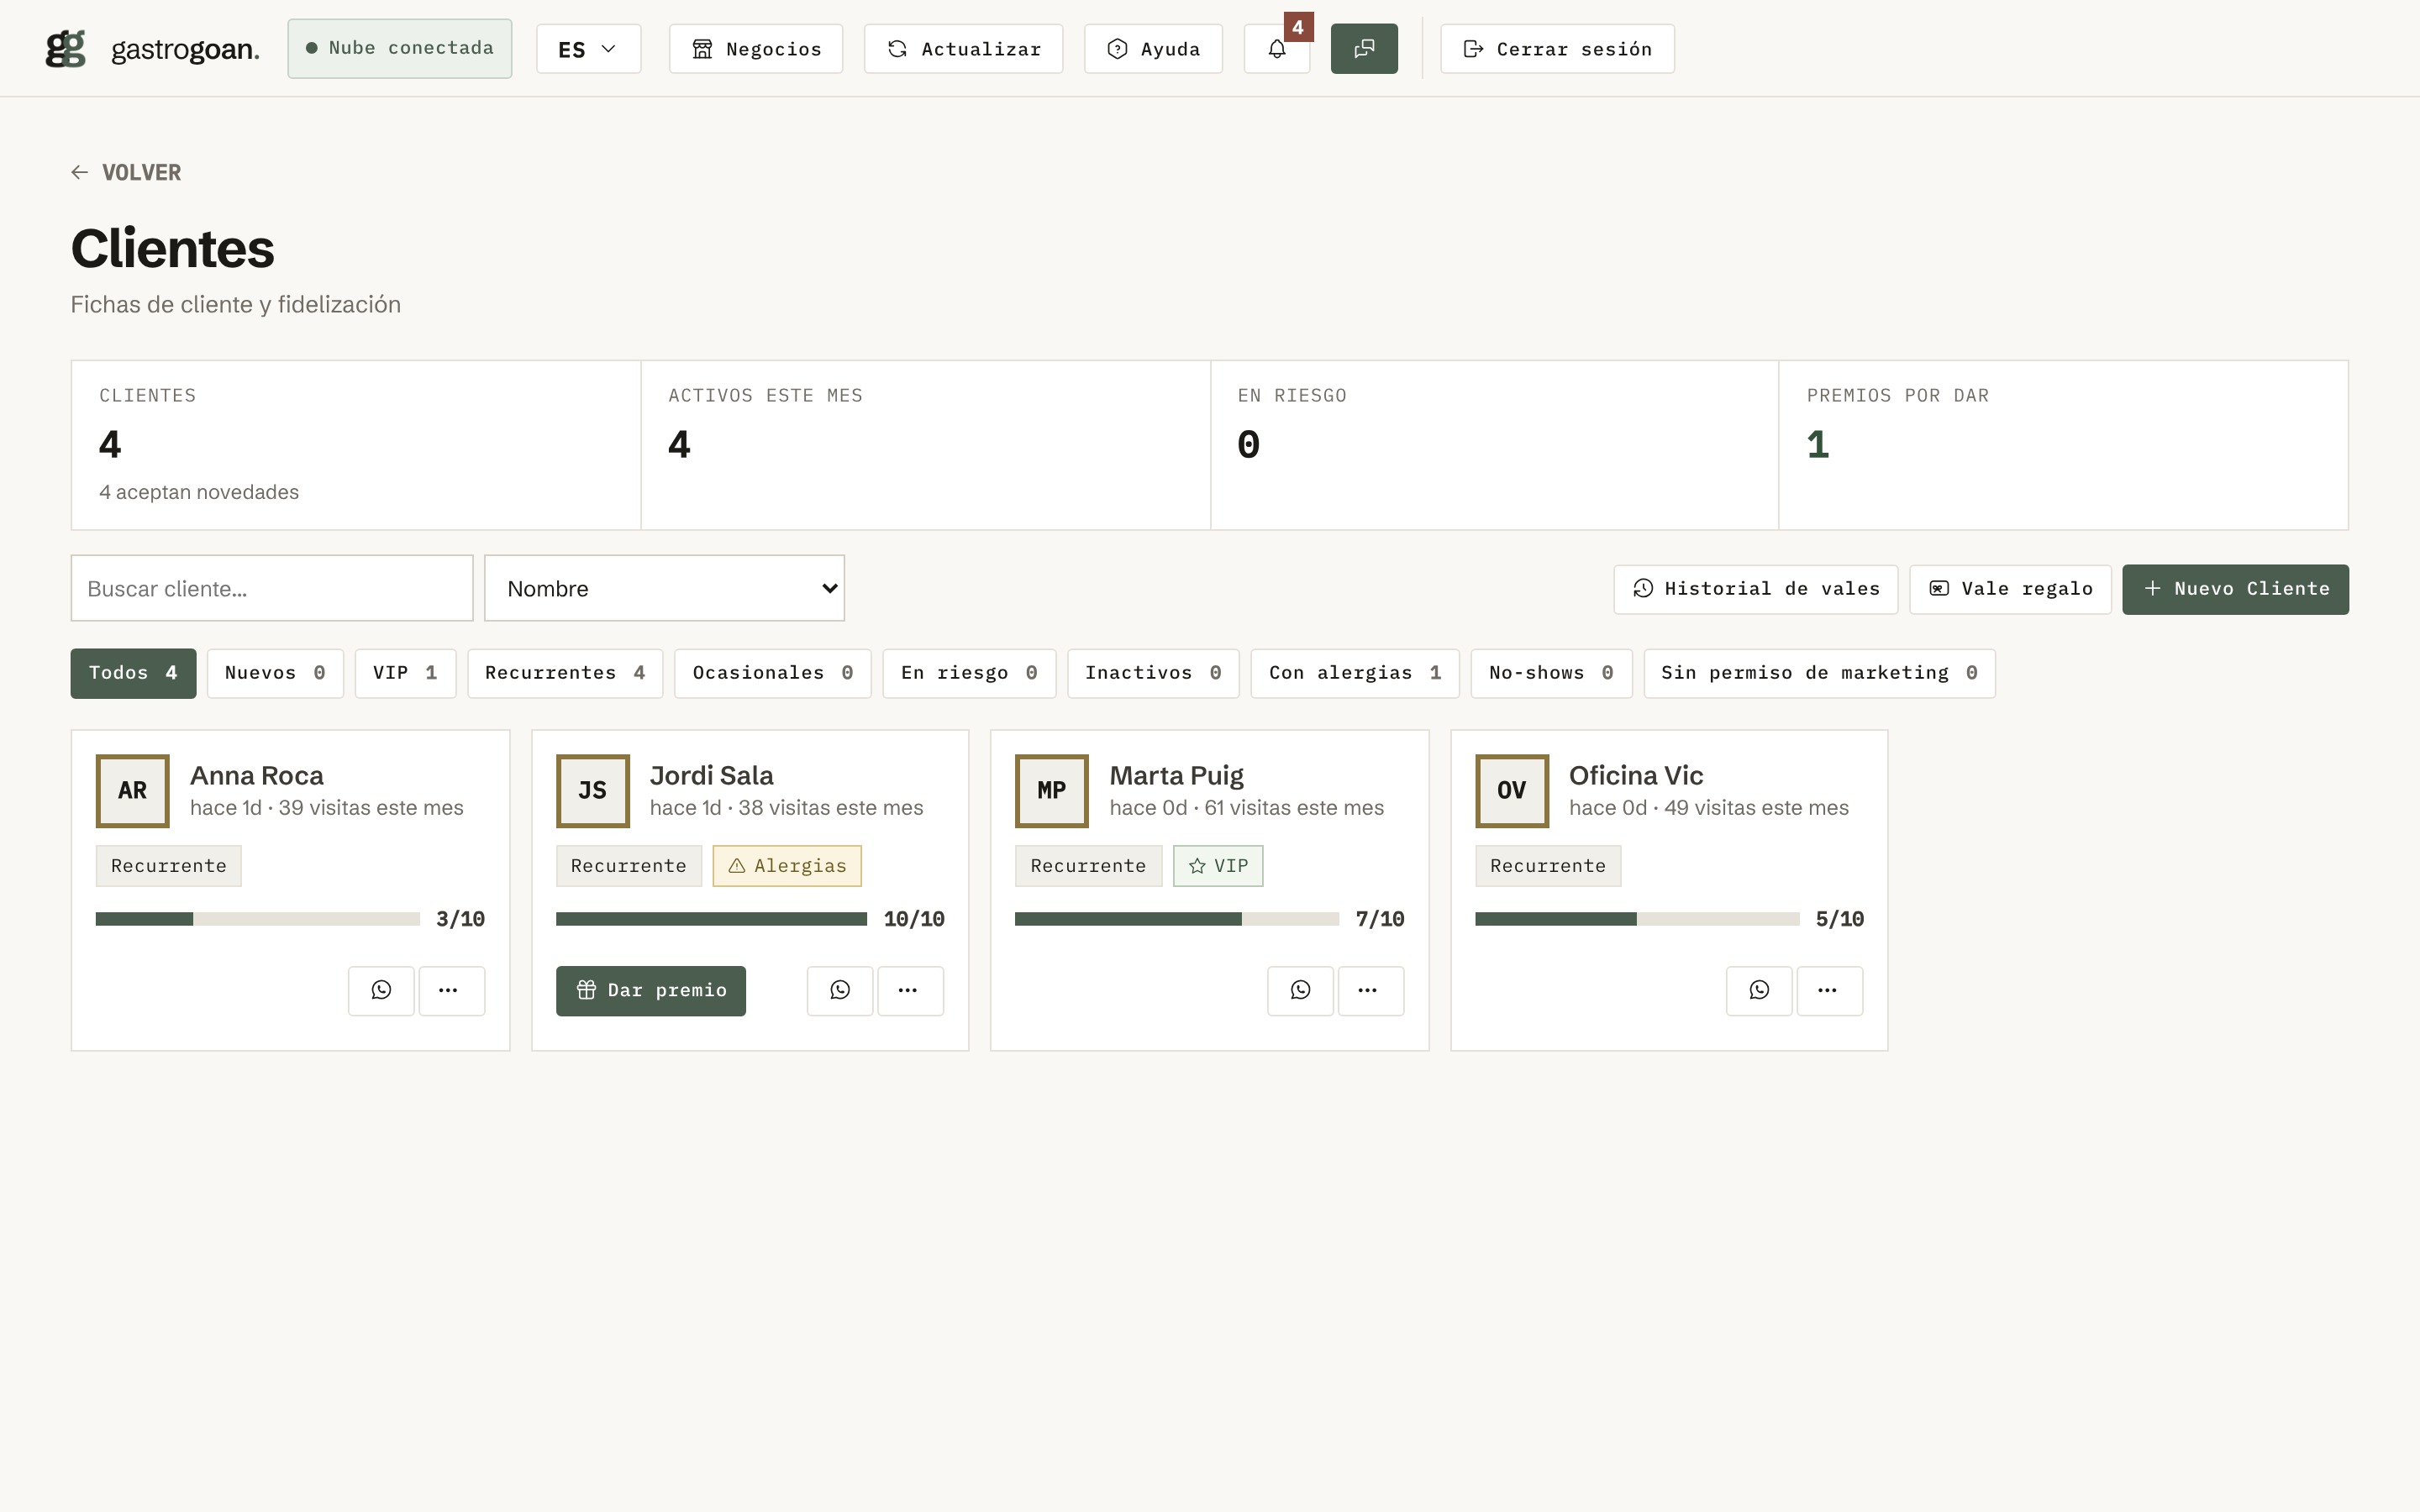 gg gastrogoan. Nube conectada ES Negocios Actualizar Ayuda 4 Cerrar sesión
← VOLVER
Clientes
Fichas de cliente y fidelización
CLIENTES ACTIVOS ESTE MES EN RIESGO PREMIOS POR DAR
4 4 0 1
4 aceptan novedades
Buscar cliente... Nombre Historial de vales Vale regalo + Nuevo Cliente
Todos 4 Nuevos 0 VIP 1 Recurrentes 4 Ocasionales 0 En riesgo 0 Inactivos 0 Con alergias 1 No-shows 0 Sin permiso de marketing 0
AR Anna Roca
hace 1d · 39 visitas este mes
Recurrente
3/10
...
JS Jordi Sala
hace 1d · 38 visitas este mes
Recurrente Alergias
10/10
Dar premio ...
MP Marta Puig
hace 0d · 61 visitas este mes
Recurrente VIP
7/10
...
OV Oficina Vic
hace 0d · 49 visitas este mes
Recurrente
5/10
...